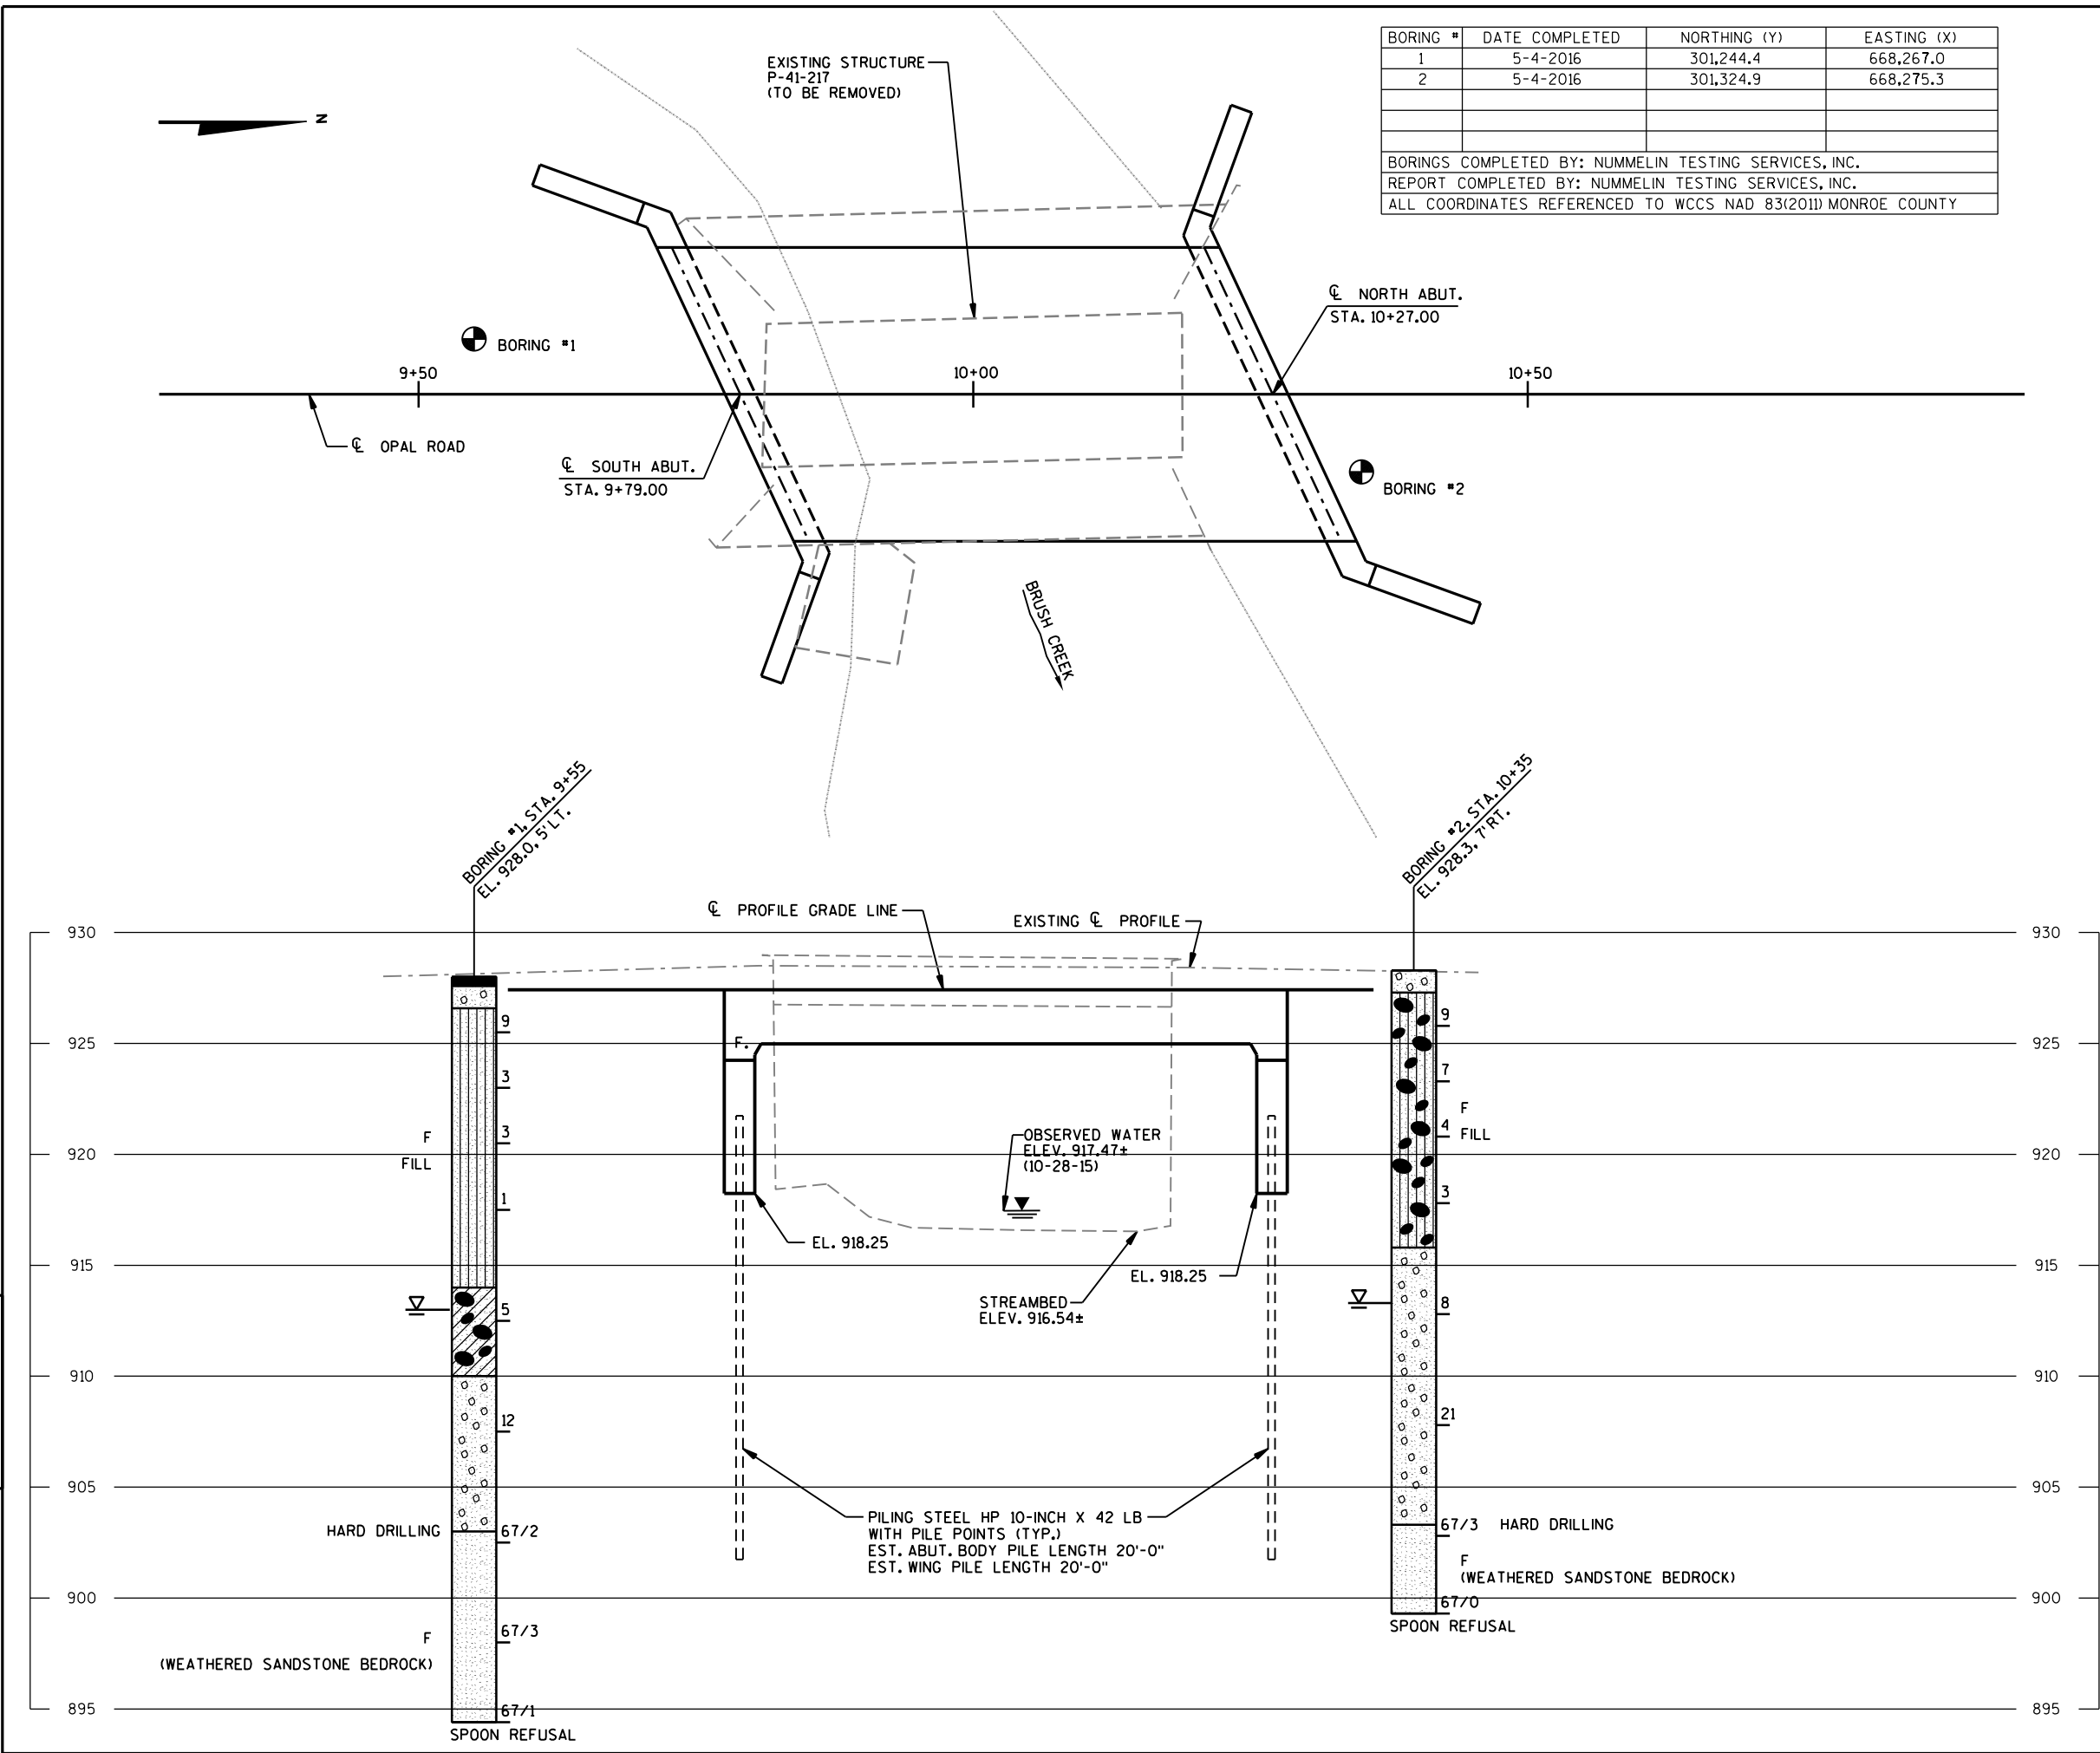 BORING # DATE COMPLETED NORTHING (Y) EASTING (X)
1 5-4-2016 301,244.4 668,267.0
2 5-4-2016 301,324.9 668,275.3
BORINGS COMPLETED BY: NUMMELIN TESTING SERVICES, INC.
REPORT COMPLETED BY: NUMMELIN TESTING SERVICES, INC.
ALL COORDINATES REFERENCED TO WCCS NAD 83(2011) MONROE COUNTY
EXISTING STRUCTURE
P-41-217
(TO BE REMOVED)
N
℄ NORTH ABUT.
STA. 10+27.00
BORING #1
9+50
10+00
10+50
℄ OPAL ROAD
℄ SOUTH ABUT.
STA. 9+79.00
BORING #2
BRUSH CREEK
BORING #1, STA. 9+55
EL. 928.0, 5' LT.
BORING #2, STA. 10+35
EL. 928.3, 7' RT.
℄ PROFILE GRADE LINE
EXISTING ℄ PROFILE
930
930
925
925
920
920
915
915
910
910
905
905
900
900
895
895
9
3
3
1
5
12
67/2
67/3
67/1
F
FILL
HARD DRILLING
F
(WEATHERED SANDSTONE BEDROCK)
SPOON REFUSAL
F.
OBSERVED WATER
ELEV. 917.47±
(10-28-15)
EL. 918.25
EL. 918.25
STREAMBED
ELEV. 916.54±
PILING STEEL HP 10-INCH X 42 LB
WITH PILE POINTS (TYP.)
EST. ABUT. BODY PILE LENGTH 20'-0"
EST. WING PILE LENGTH 20'-0"
9
7
4
3
8
21
67/3
67/0
F
FILL
HARD DRILLING
F
(WEATHERED SANDSTONE BEDROCK)
SPOON REFUSAL